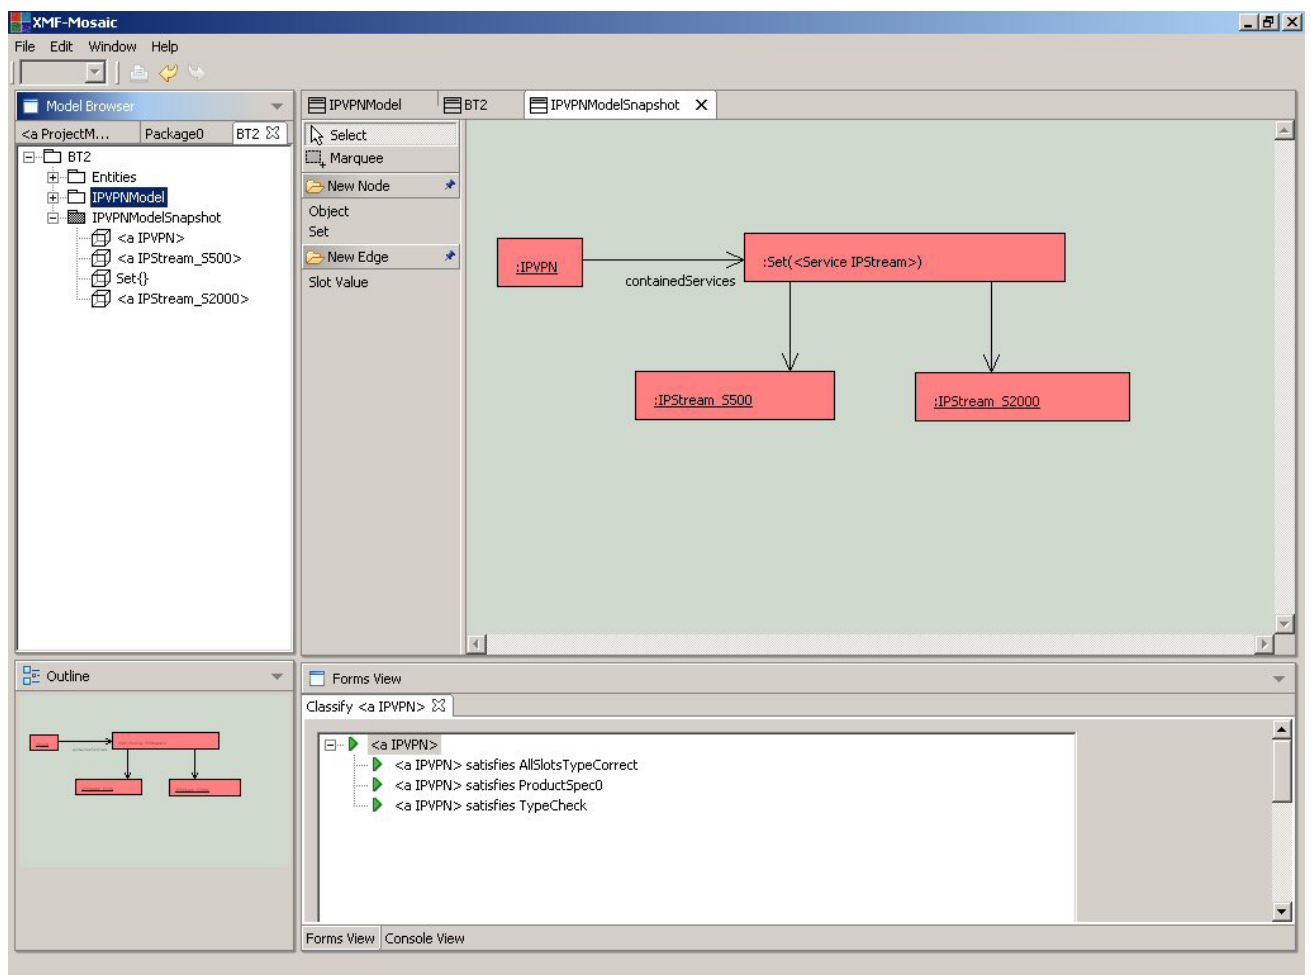 XMF-Mosaic
File Edit Window Help
Model Browser
<a ProjectM... Package0 BT2
BT2
Entities
IPVPNModel
IPVPNModelSnapshot
<a IPVPN>
<a IPStream_S500>
Set{}
<a IPStream_S2000>
IPVPNModel BT2 IPVPNModelSnapshot X
Select
Marquee
New Node
Object
Set
New Edge
Slot Value
:IPVPN
containedServices
:Set(<Service IPStream>)
:IPStream_S500
:IPStream_S2000
Outline
Forms View
Classify <a IPVPN>
<a IPVPN>
<a IPVPN> satisfies AllSlotsTypeCorrect
<a IPVPN> satisfies ProductSpec0
<a IPVPN> satisfies TypeCheck
Forms View Console View